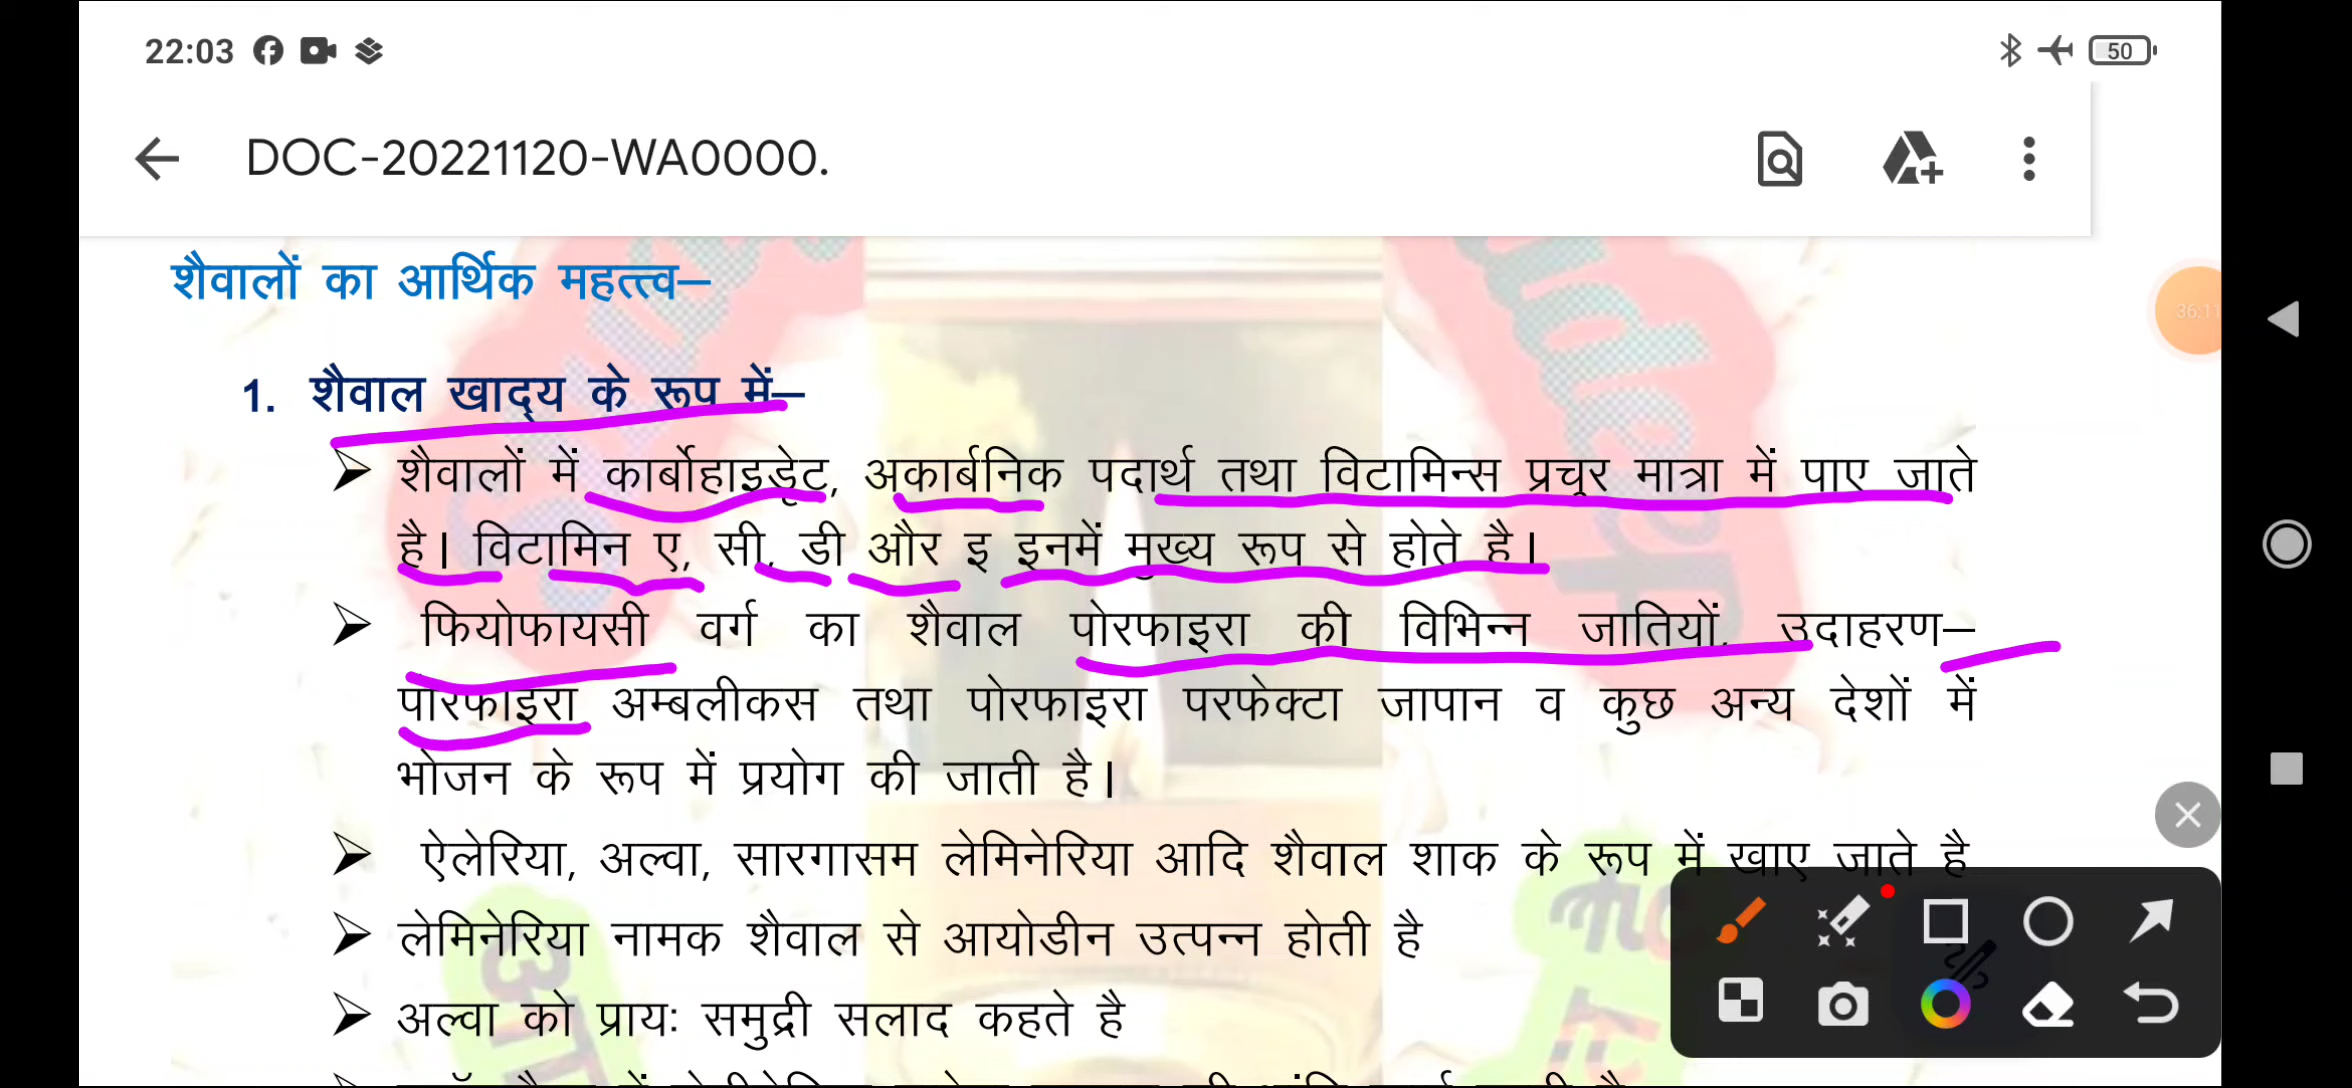 22:03
50
DOC-20221120-WA0000.
शैवालों का आर्थिक महत्त्व–
36:11
1. शैवाल खाद्य के रूप में–
➢ शैवालों में कार्बोहाइड्रेट, अकार्बनिक पदार्थ तथा विटामिन्स प्रचुर मात्रा में पाए जाते
है। विटामिन ए, सी, डी और इ इनमें मुख्य रूप से होते है।
➢ फियोफायसी वर्ग का शैवाल पोरफाइरा की विभिन्न जातियों, उदाहरण–
पोरफाइरा अम्बलीकस तथा पोरफाइरा परफेक्टा जापान व कुछ अन्य देशों में
भोजन के रूप में प्रयोग की जाती है।
➢ ऐलेरिया, अल्वा, सारगासम लेमिनेरिया आदि शैवाल शाक के रूप में खाए जाते है
➢ लेमिनेरिया नामक शैवाल से आयोडीन उत्पन्न होती है
➢ अल्वा को प्रायः समुद्री सलाद कहते है